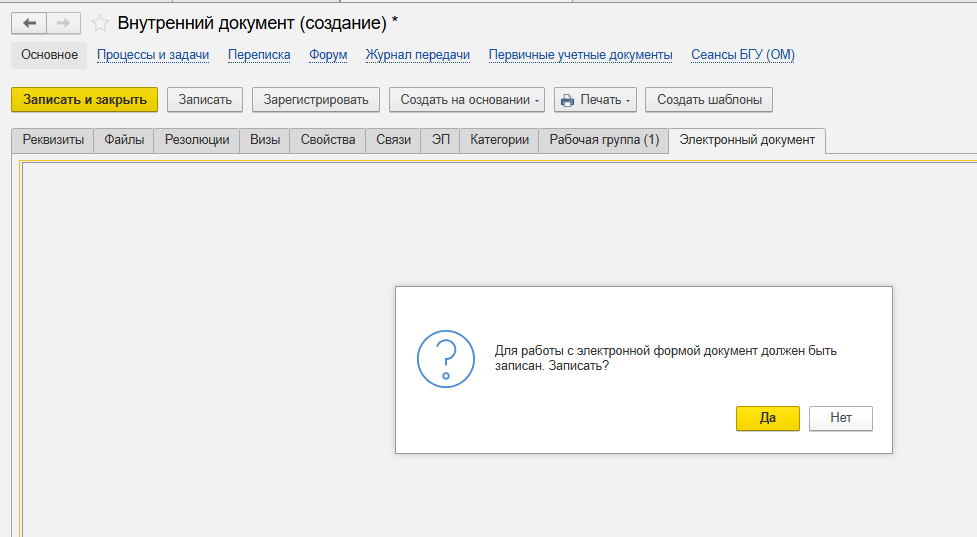 Внутренний документ (создание) *
Основное Процессы и задачи Переписка Форум Журнал передачи Первичные учетные документы Сеансы БГУ (ОМ)
Записать и закрыть Записать Зарегистрировать Создать на основании Печать Создать шаблоны
Реквизиты Файлы Резолюции Визы Свойства Связи ЭП Категории Рабочая группа (1) Электронный документ
Для работы с электронной формой документ должен быть
записан. Записать?
Да Нет